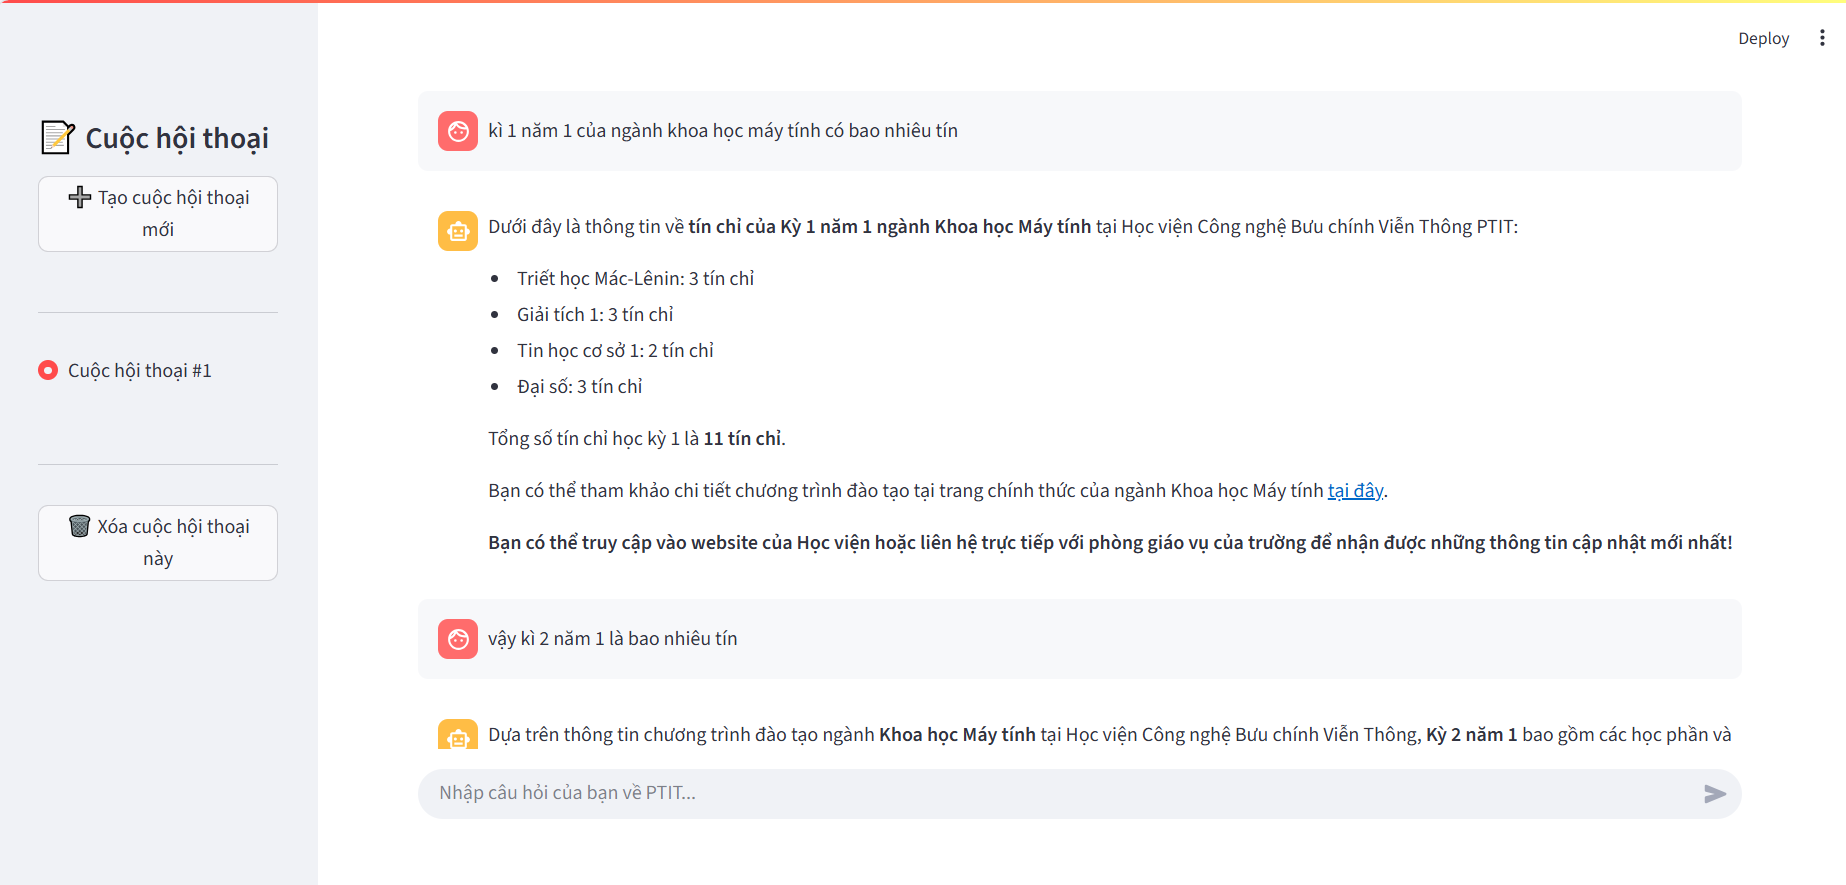 Deploy
Cuộc hội thoại
Tạo cuộc hội thoại
mới
Cuộc hội thoại #1
Xóa cuộc hội thoại
này
kì 1 năm 1 của ngành khoa học máy tính có bao nhiêu tín
Dưới đây là thông tin về tín chỉ của Kỳ 1 năm 1 ngành Khoa học Máy tính tại Học viện Công nghệ Bưu chính Viễn Thông PTIT:
Triết học Mác-Lênin: 3 tín chỉ
Giải tích 1: 3 tín chỉ
Tin học cơ sở 1: 2 tín chỉ
Đại số: 3 tín chỉ
Tổng số tín chỉ học kỳ 1 là 11 tín chỉ.
Bạn có thể tham khảo chi tiết chương trình đào tạo tại trang chính thức của ngành Khoa học Máy tính tại đây.
Bạn có thể truy cập vào website của Học viện hoặc liên hệ trực tiếp với phòng giáo vụ của trường để nhận được những thông tin cập nhật mới nhất!
vậy kì 2 năm 1 là bao nhiêu tín
Dựa trên thông tin chương trình đào tạo ngành Khoa học Máy tính tại Học viện Công nghệ Bưu chính Viễn Thông, Kỳ 2 năm 1 bao gồm các học phần và
Nhập câu hỏi của bạn về PTIT...